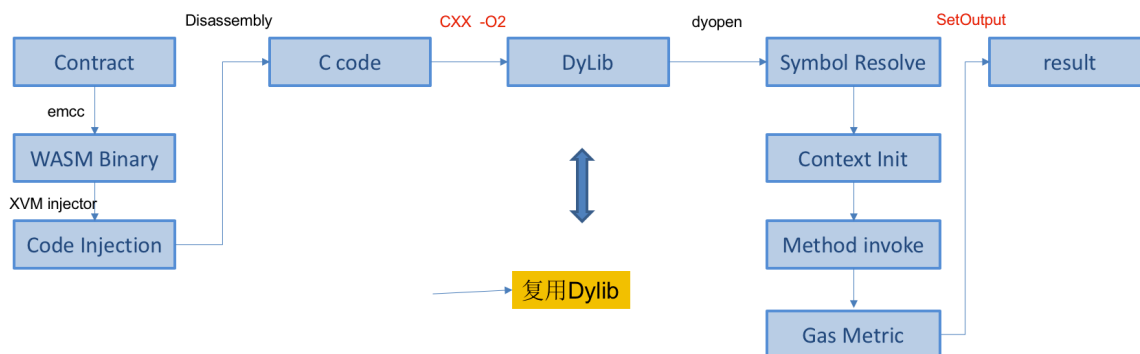 Disassembly
CXX -O2
dyopen
SetOutput
Contract
C code
DyLib
Symbol Resolve
result
emcc
WASM Binary
Context Init
XVM injector
Code Injection
Method invoke
复用Dylib
Gas Metric